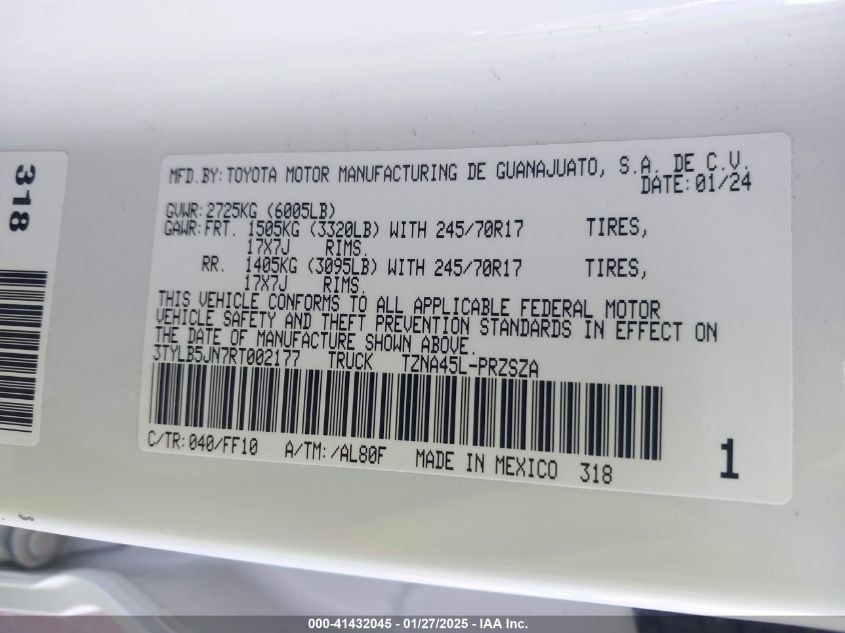 318
MFD.BY:TOYOTA MOTOR MANUFACTURING DE GUANAJUATO, S.A. DE C.V.
DATE:01/24
GVWR:2725KG (6005LB)
GAWR:FRT. 1505KG (3320LB) WITH 245/70R17 TIRES,
17X7J RIMS.
RR. 1405KG (3095LB) WITH 245/70R17 TIRES,
17X7J RIMS.
THIS VEHICLE CONFORMS TO ALL APPLICABLE FEDERAL MOTOR
VEHICLE SAFETY AND THEFT PREVENTION STANDARDS IN EFFECT ON
THE DATE OF MANUFACTURE SHOWN ABOVE.
3TYLB5JN7RT002177 TRUCK TZNA45L-PRZSZA
C/TR:040/FF10 A/TM:/AL80F MADE IN MEXICO 318
1
000-41432045 - 01/27/2025 - IAA Inc.